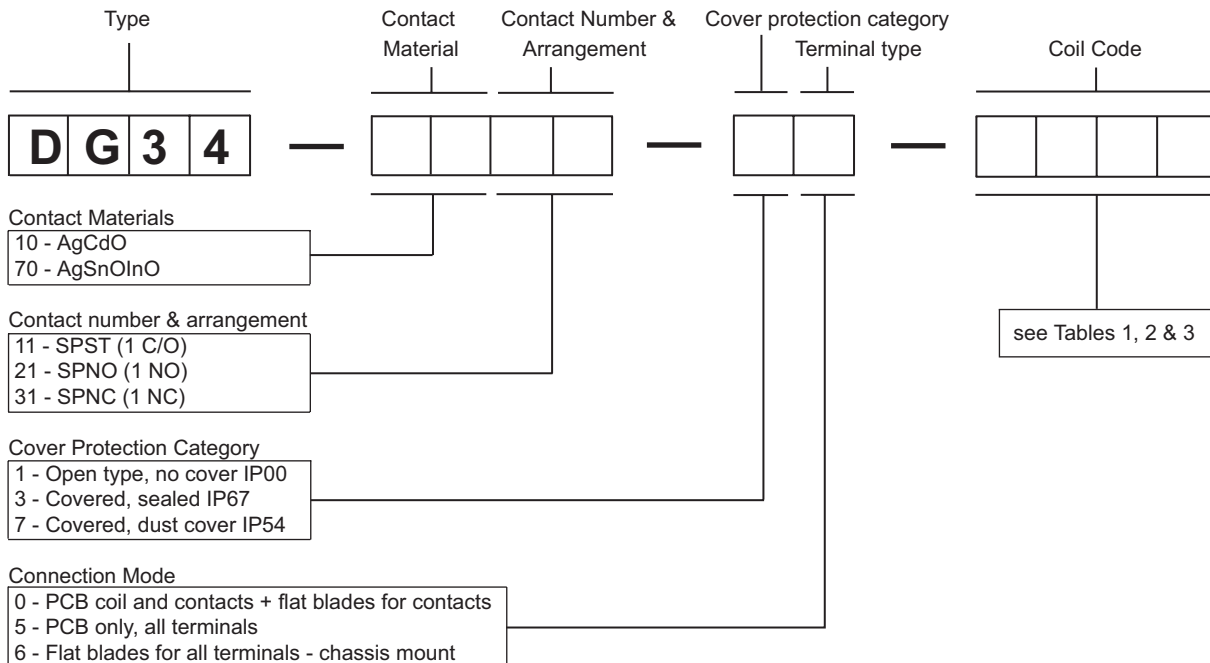 Type
Contact Material
Contact Number & Arrangement
Cover protection category
Terminal type
Coil Code
D G 3 4 — —  —
Contact Materials
10 - AgCdO
70 - AgSnOInO
Contact number & arrangement
11 - SPST (1 C/O)
21 - SPNO (1 NO)
31 - SPNC (1 NC)
see Tables 1, 2 & 3
Cover Protection Category
1 - Open type, no cover IP00
3 - Covered, sealed IP67
7 - Covered, dust cover IP54
Connection Mode
0 - PCB coil and contacts + flat blades for contacts
5 - PCB only, all terminals
6 - Flat blades for all terminals - chassis mount